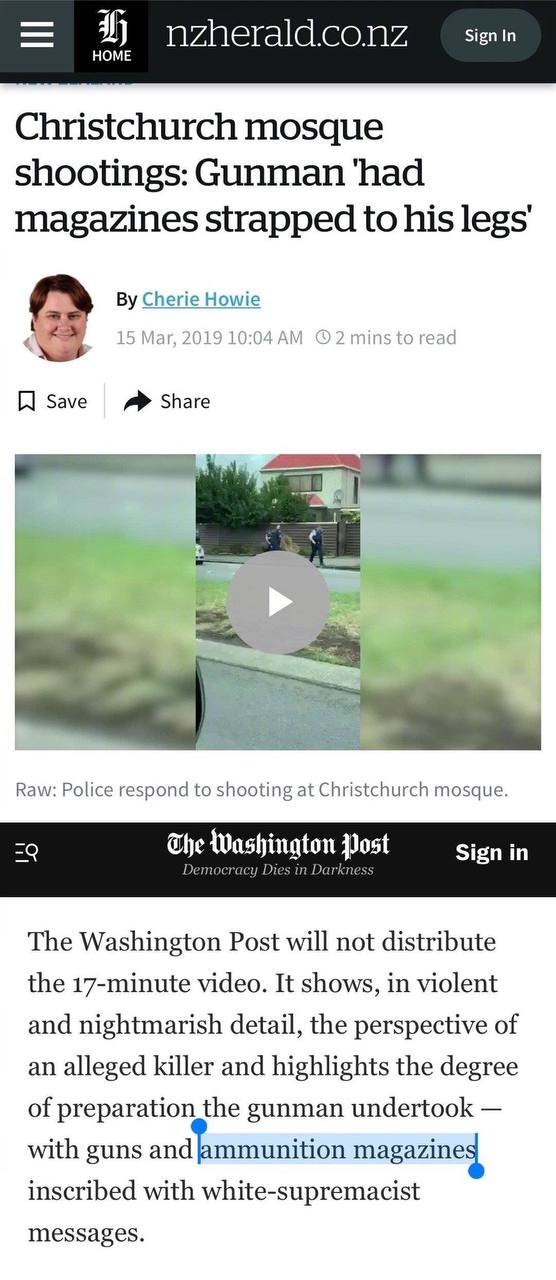 HOME
nzherald.co.nz
Sign In
Christchurch mosque
shootings: Gunman 'had
magazines strapped to his legs'
By Cherie Howie
15 Mar, 2019 10:04 AM 2 mins to read
Save
Share
Raw: Police respond to shooting at Christchurch mosque.
The Washington Post
Democracy Dies in Darkness
Sign in
The Washington Post will not distribute
the 17-minute video. It shows, in violent
and nightmarish detail, the perspective of
an alleged killer and highlights the degree
of preparation the gunman undertook —
with guns and ammunition magazines
inscribed with white-supremacist
messages.